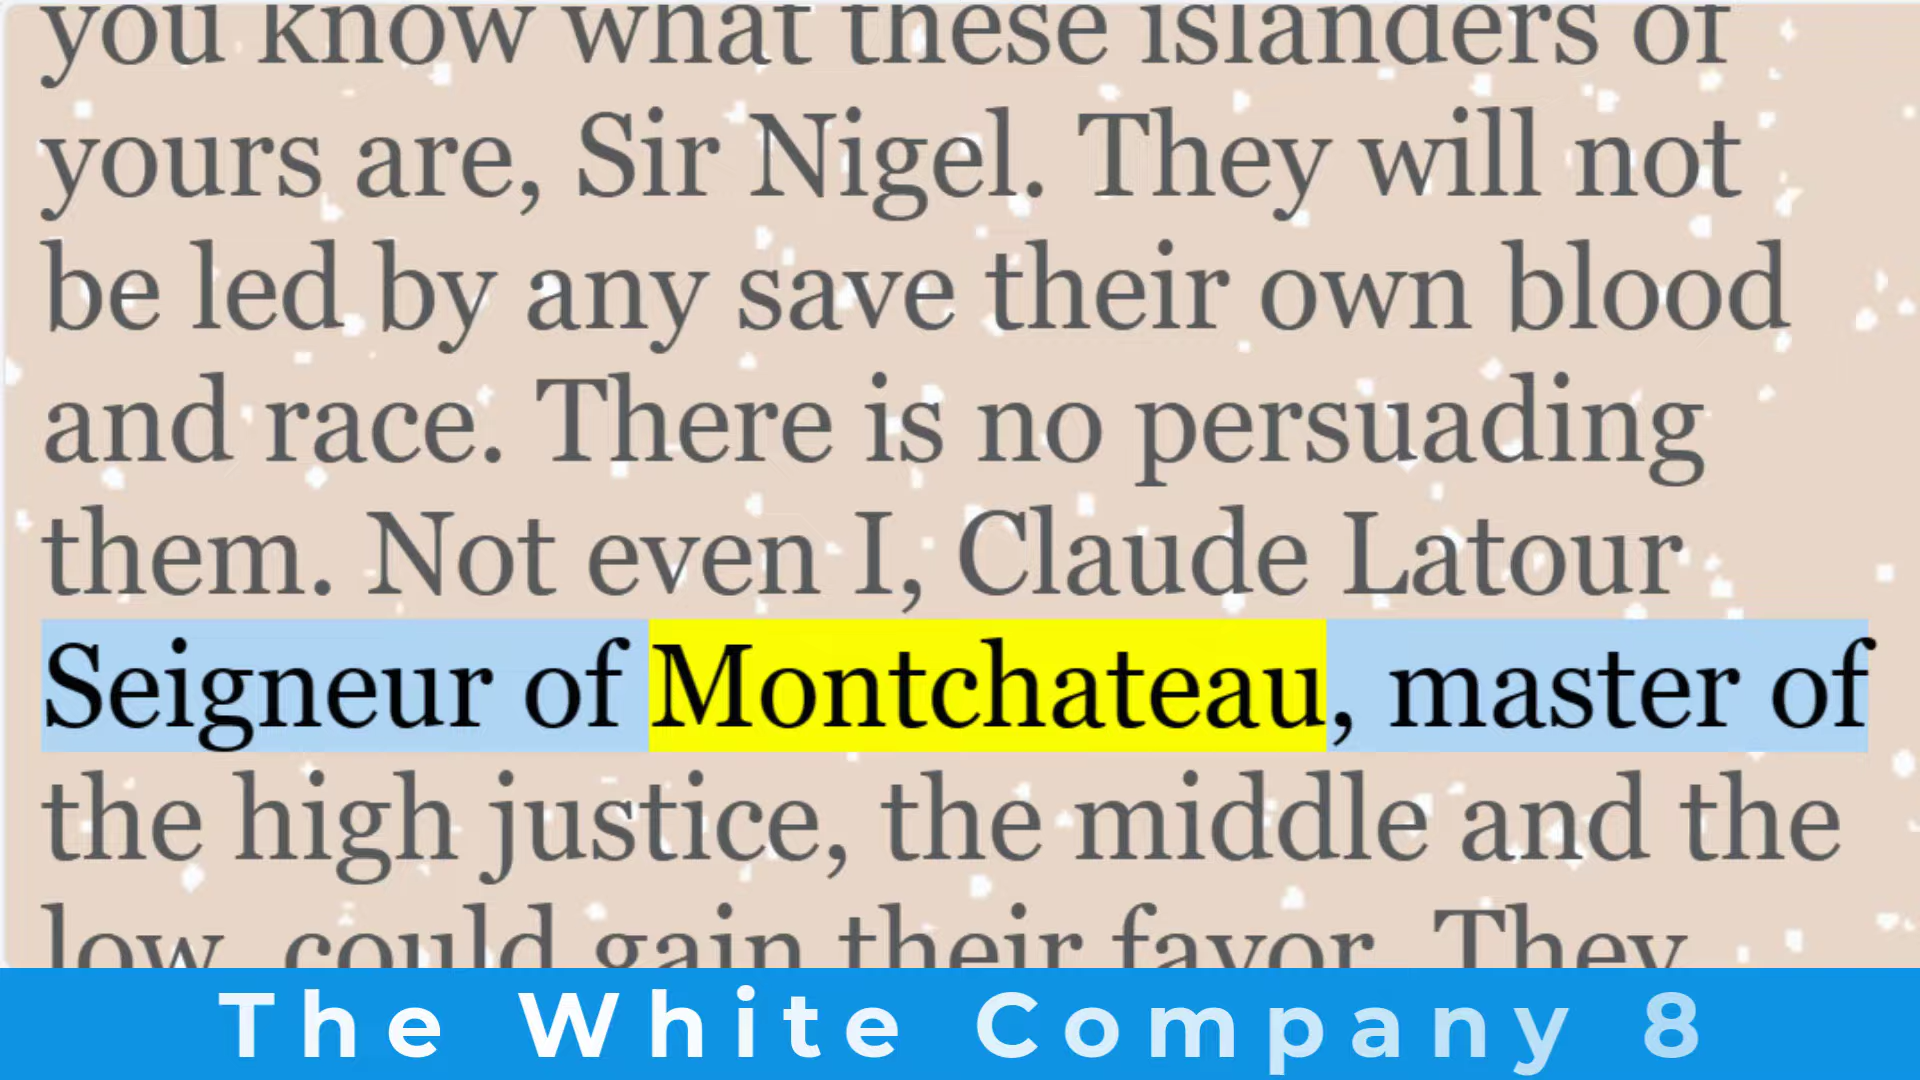 you know what these islanders of
yours are, Sir Nigel. They will not
be led by any save their own blood
and race. There is no persuading
them. Not even I, Claude Latour
Seigneur of Montchateau, master of
the high justice, the middle and the
low, could gain their favor. They
The White Company 8